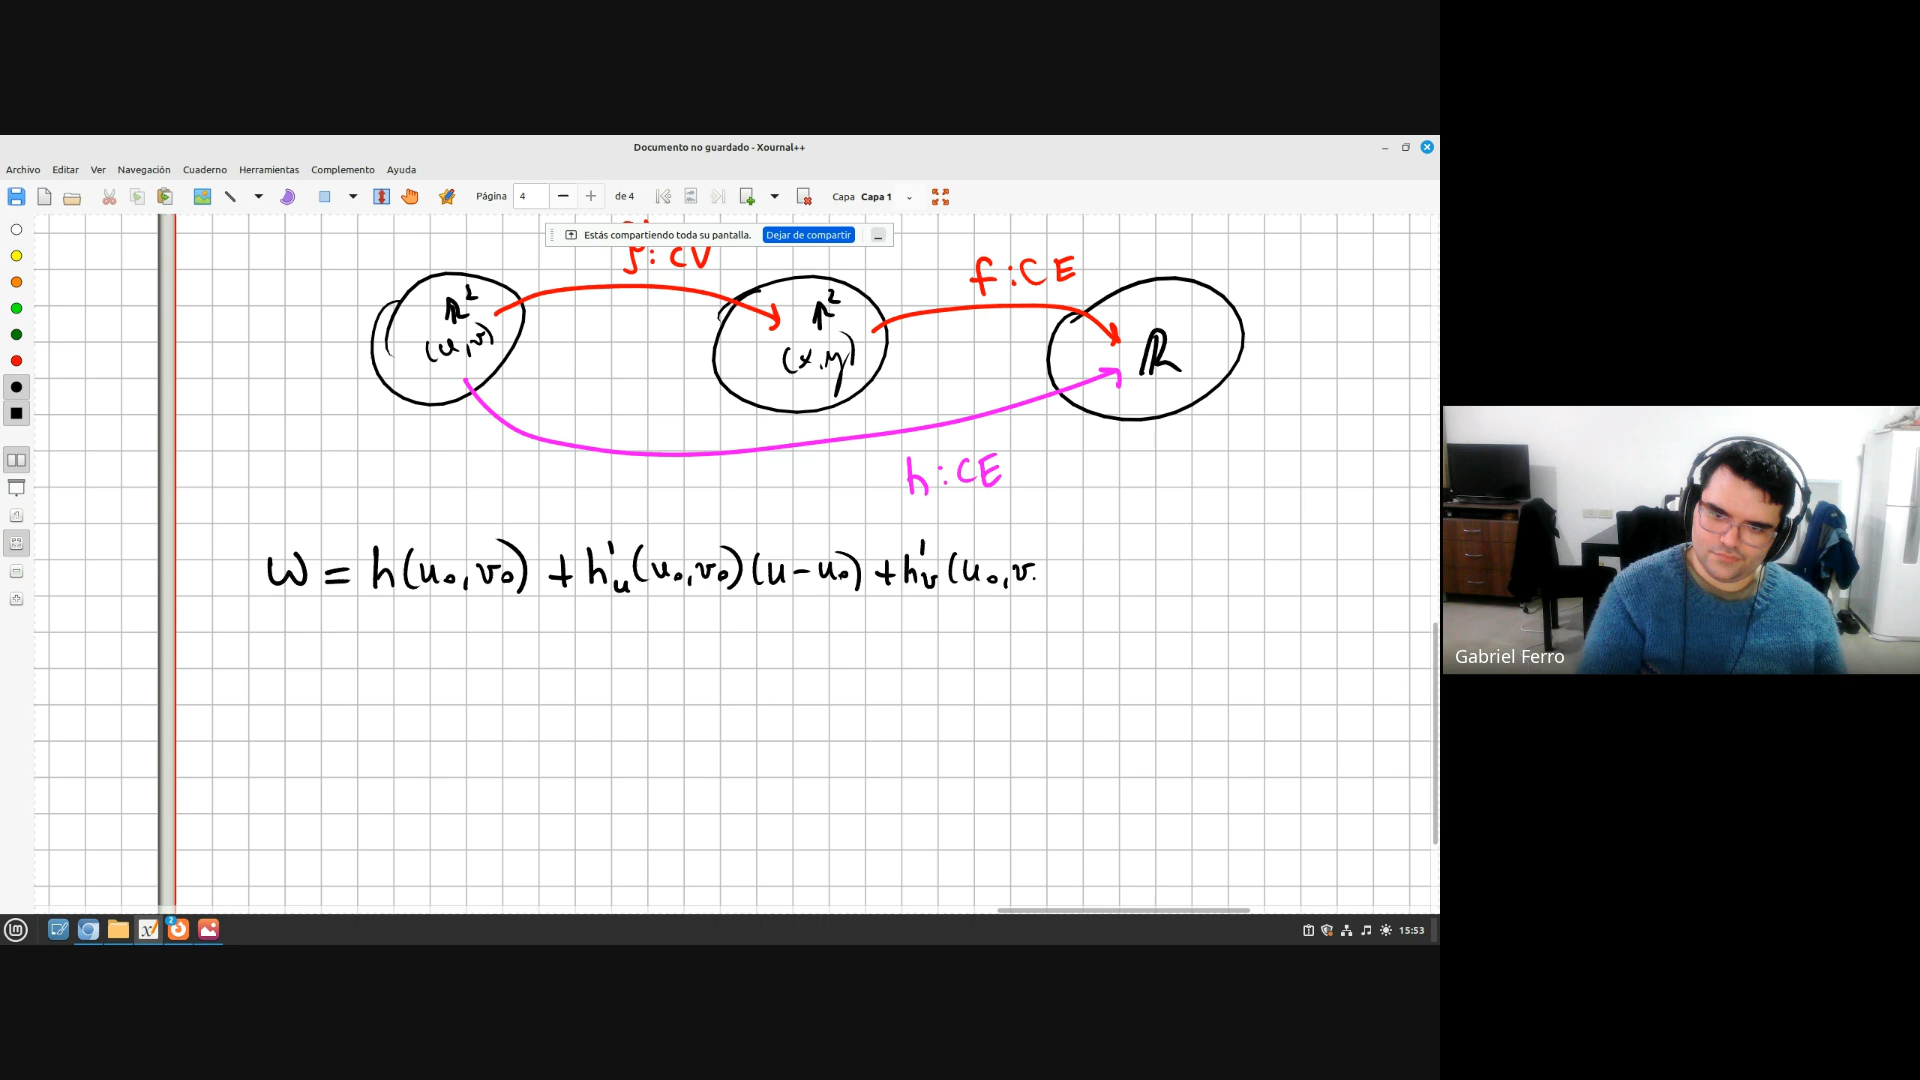 Documento no guardado - Xournal++
Archivo Editar Ver Navegación Cuaderno Herramientas Complemento Ayuda
Página 4 de 4 Capa Capa 1
Estás compartiendo toda su pantalla. Dejar de compartir
: CV
f : CE
ℝ²
(u,v)
ℝ²
(x,y)
ℝ
h : CE
w = h(u₀,v₀) + h'ᵤ(u₀,v₀)(u-u₀) + h'ᵥ(u₀,v.
Gabriel Ferro
2
15:53